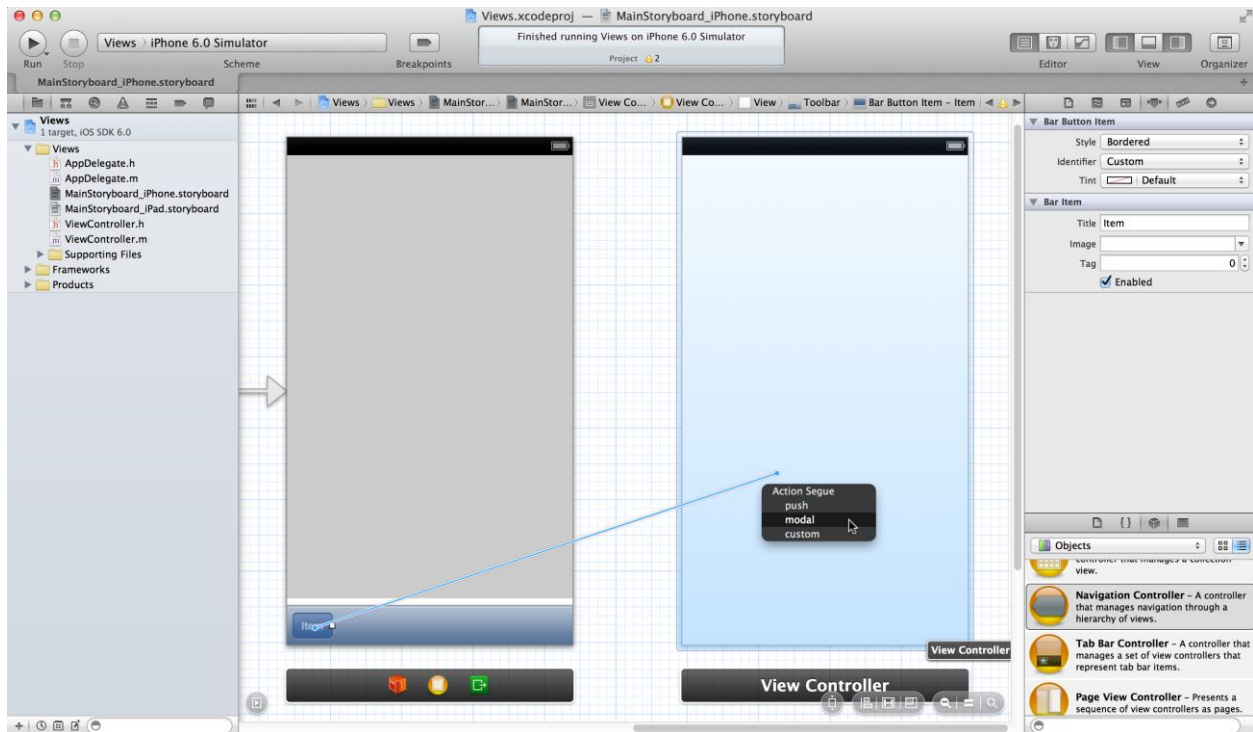 Views.xcodeproj — MainStoryboard_iPhone.storyboard
Views 〉 iPhone 6.0 Simulator
Finished running Views on iPhone 6.0 Simulator
Project 2
Run Stop Scheme Breakpoints Editor View Organizer
MainStoryboard_iPhone.storyboard
Views 〉 Views 〉 MainStor...〉 MainStor...〉 View Co... 〉 View Co... 〉 View 〉 Toolbar 〉 Bar Button Item – Item
Views
1 target, iOS SDK 6.0
Views
AppDelegate.h
AppDelegate.m
MainStoryboard_iPhone.storyboard
MainStoryboard_iPad.storyboard
ViewController.h
ViewController.m
Supporting Files
Frameworks
Products
Item
Action Segue
push
modal
custom
View Controller
View Controller
Bar Button Item
Style Bordered
Identifier Custom
Tint Default
Bar Item
Title Item
Image
Tag 0
Enabled
Objects
controller that manages a collection
view.
Navigation Controller – A controller
that manages navigation through a
hierarchy of views.
Tab Bar Controller – A controller that
manages a set of view controllers that
represent tab bar items.
Page View Controller – Presents a
sequence of view controllers as pages.